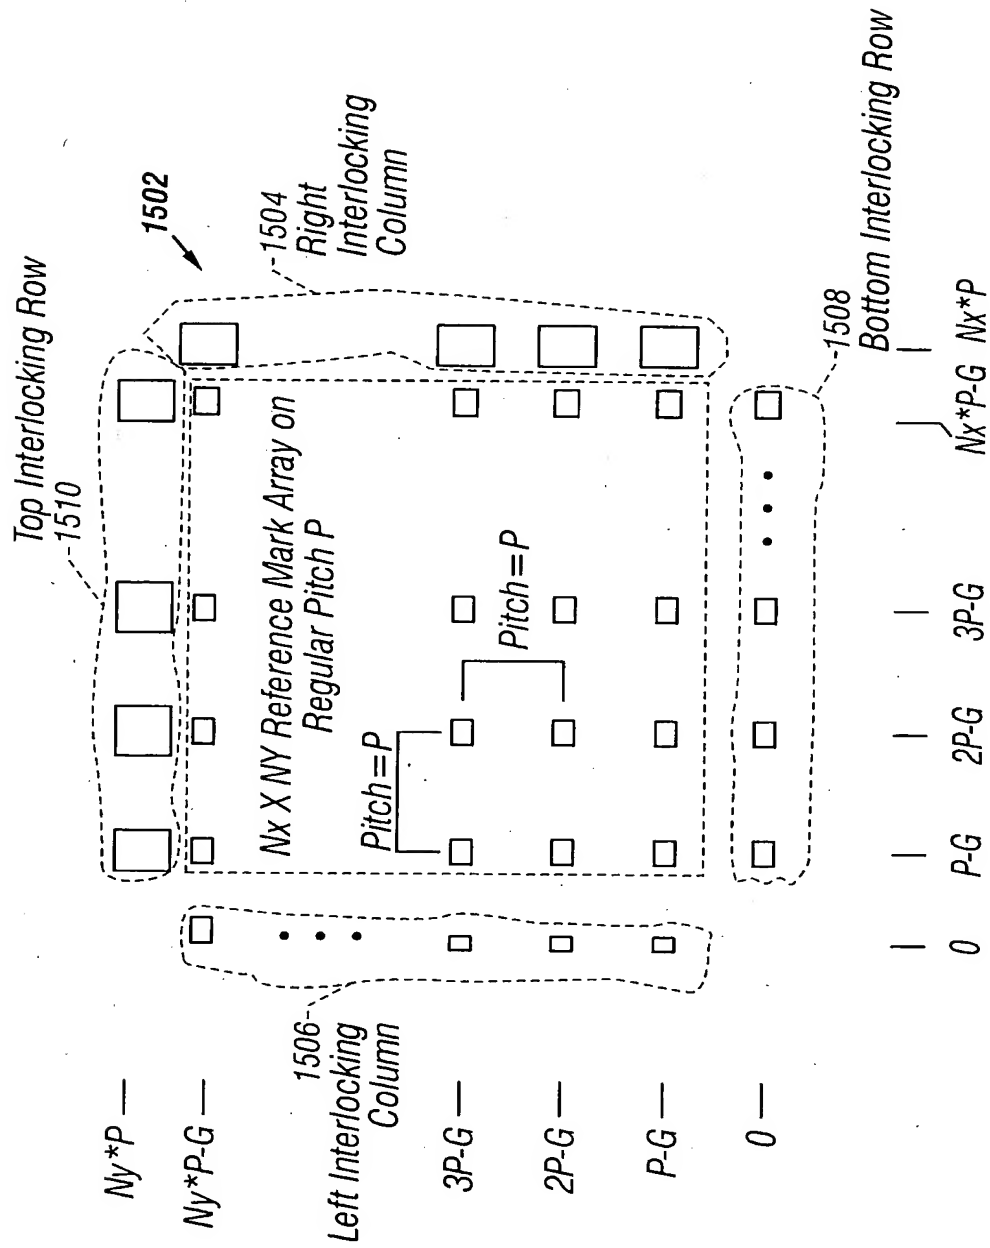 Top Interlocking Row
1510
1502
1504
Right
Interlocking
Column
Ny*P
Ny*P-G
Nx X NY Reference Mark Array on
Regular Pitch P
Pitch=P
Pitch=P
1506
Left Interlocking
Column
3P-G
2P-G
P-G
0
1508
Bottom Interlocking Row
0
P-G
2P-G
3P-G
Nx*P-G
Nx*P